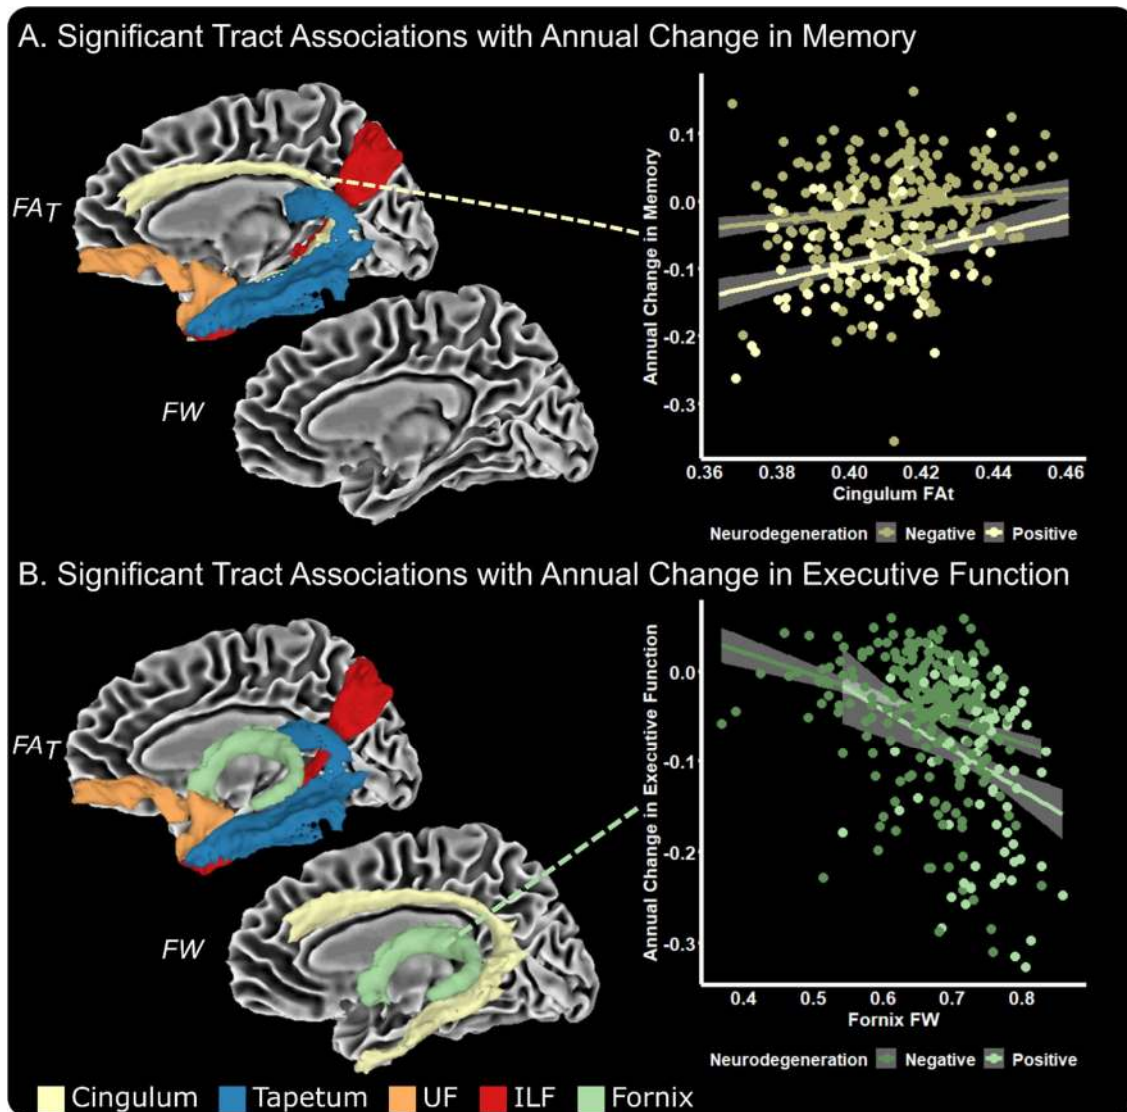 A. Significant Tract Associations with Annual Change in Memory
FAT
FW
Annual Change in Memory
0.1
0.0
-0.1
-0.2
-0.3
0.36 0.38 0.40 0.42 0.44 0.46
Cingulum FAt
Neurodegeneration Negative Positive
B. Significant Tract Associations with Annual Change in Executive Function
FAT
FW
Annual Change in Executive Function
0.0
-0.1
-0.2
-0.3
0.4 0.5 0.6 0.7 0.8
Fornix FW
Neurodegeneration Negative Positive
Cingulum Tapetum UF ILF Fornix